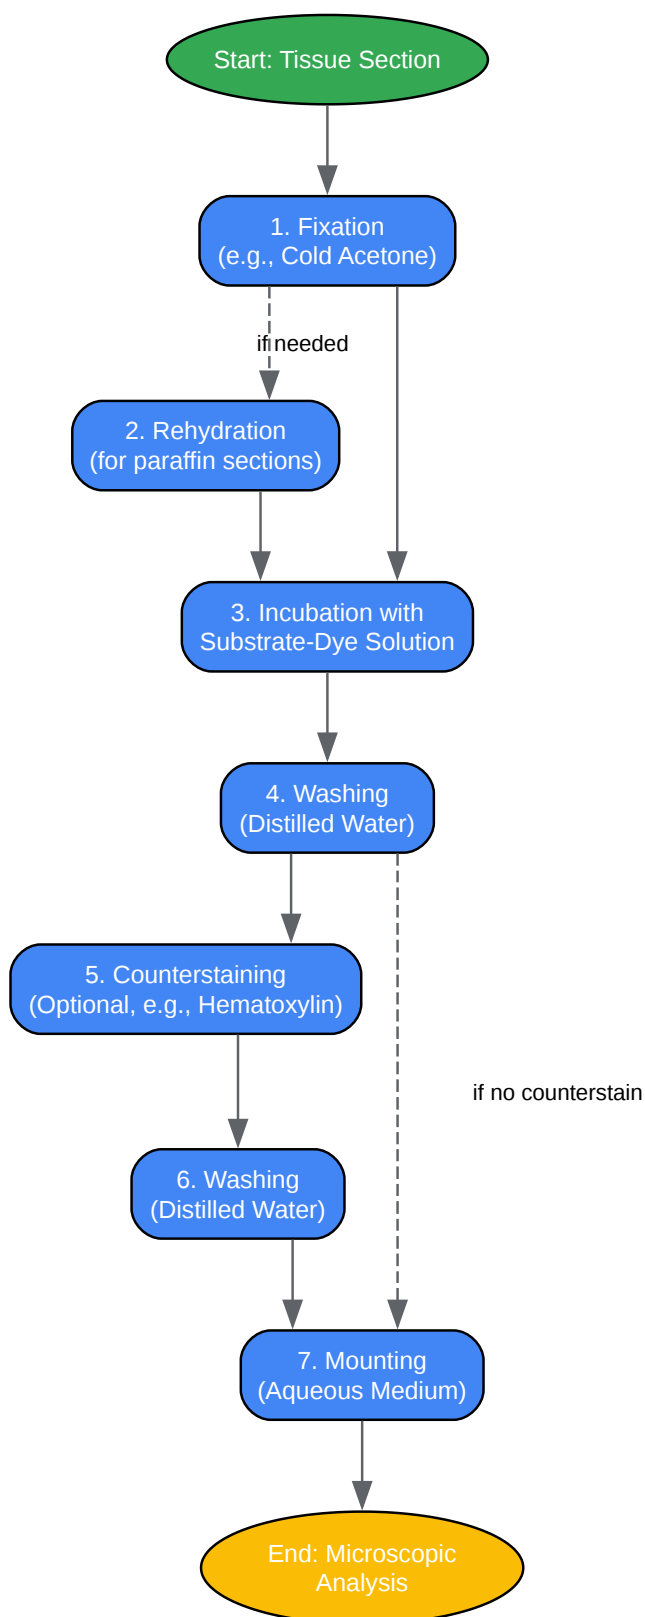 Start: Tissue Section
1. Fixation
(e.g., Cold Acetone)
if needed
2. Rehydration
(for paraffin sections)
3. Incubation with
Substrate-Dye Solution
4. Washing
(Distilled Water)
5. Counterstaining
(Optional, e.g., Hematoxylin)
if no counterstain
6. Washing
(Distilled Water)
7. Mounting
(Aqueous Medium)
End: Microscopic
Analysis